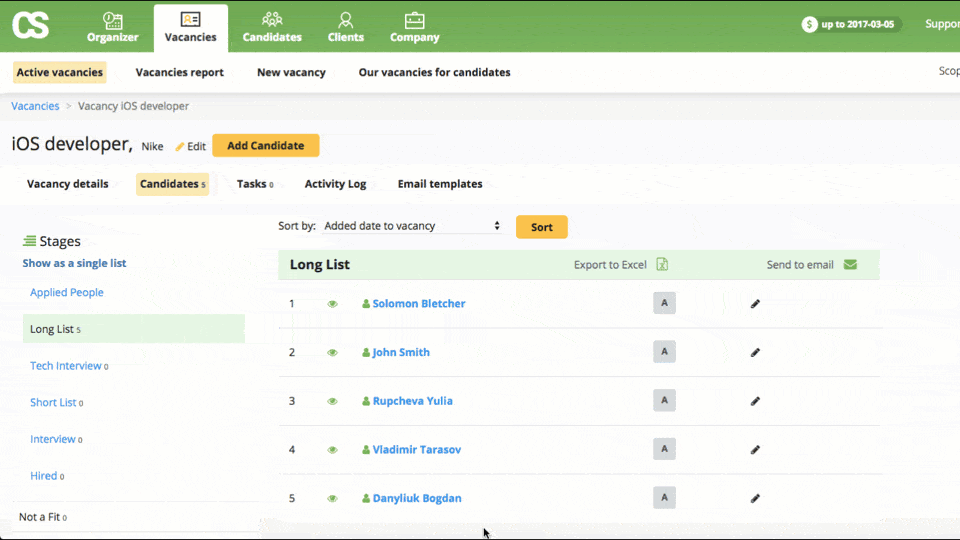 CS
Organizer
Vacancies
Candidates
Clients
Company
$ up to 2017-03-05
Suppor
Active vacancies
Vacancies report
New vacancy
Our vacancies for candidates
Scop
Vacancies > Vacancy iOS developer
iOS developer, Nike Edit Add Candidate
Vacancy details
Candidates 5
Tasks 0
Activity Log
Email templates
Sort by: Added date to vacancy Sort
Stages
Show as a single list
Applied People
Long List 5
Tech Interview 0
Short List 0
Interview 0
Hired 0
Not a Fit 0
Long List Export to Excel Send to email
1 Solomon Bletcher A
2 John Smith A
3 Rupcheva Yulia A
4 Vladimir Tarasov A
5 Danyliuk Bogdan A